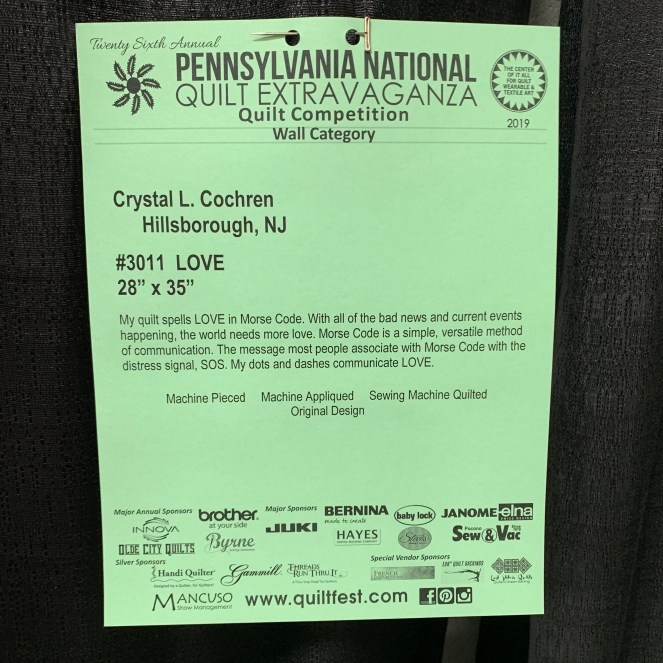 Twenty Sixth Annual
PENNSYLVANIA NATIONAL
QUILT EXTRAVAGANZA
Quilt Competition
Wall Category
THE CENTER
OF IT ALL
FOR QUILT
WEARABLE &
TEXTILE ART
2019
Crystal L. Cochren
Hillsborough, NJ
#3011 LOVE
28” x 35”
My quilt spells LOVE in Morse Code. With all of the bad news and current events
happening, the world needs more love. Morse Code is a simple, versatile method
of communication. The message most people associate with Morse Code with the
distress signal, SOS. My dots and dashes communicate LOVE.
Machine Pieced Machine Appliqued Sewing Machine Quilted
Original Design
Major Annual Sponsors
INNOVA
OLDE CITY QUILTS
brother
at your side
Byrne
Major Sponsors
JUKI
BERNINA
made to create
HAYES
baby lock
JANOME
elna
Pocono
Sew & Vac
Silver Sponsors
Handi Quilter
Gammill
THREADS
RUN THRU IT
Special Vendor Sponsors
FRENCH
108" QUILT BACKINGS
MANCUSO
Show Management
www.quiltfest.com